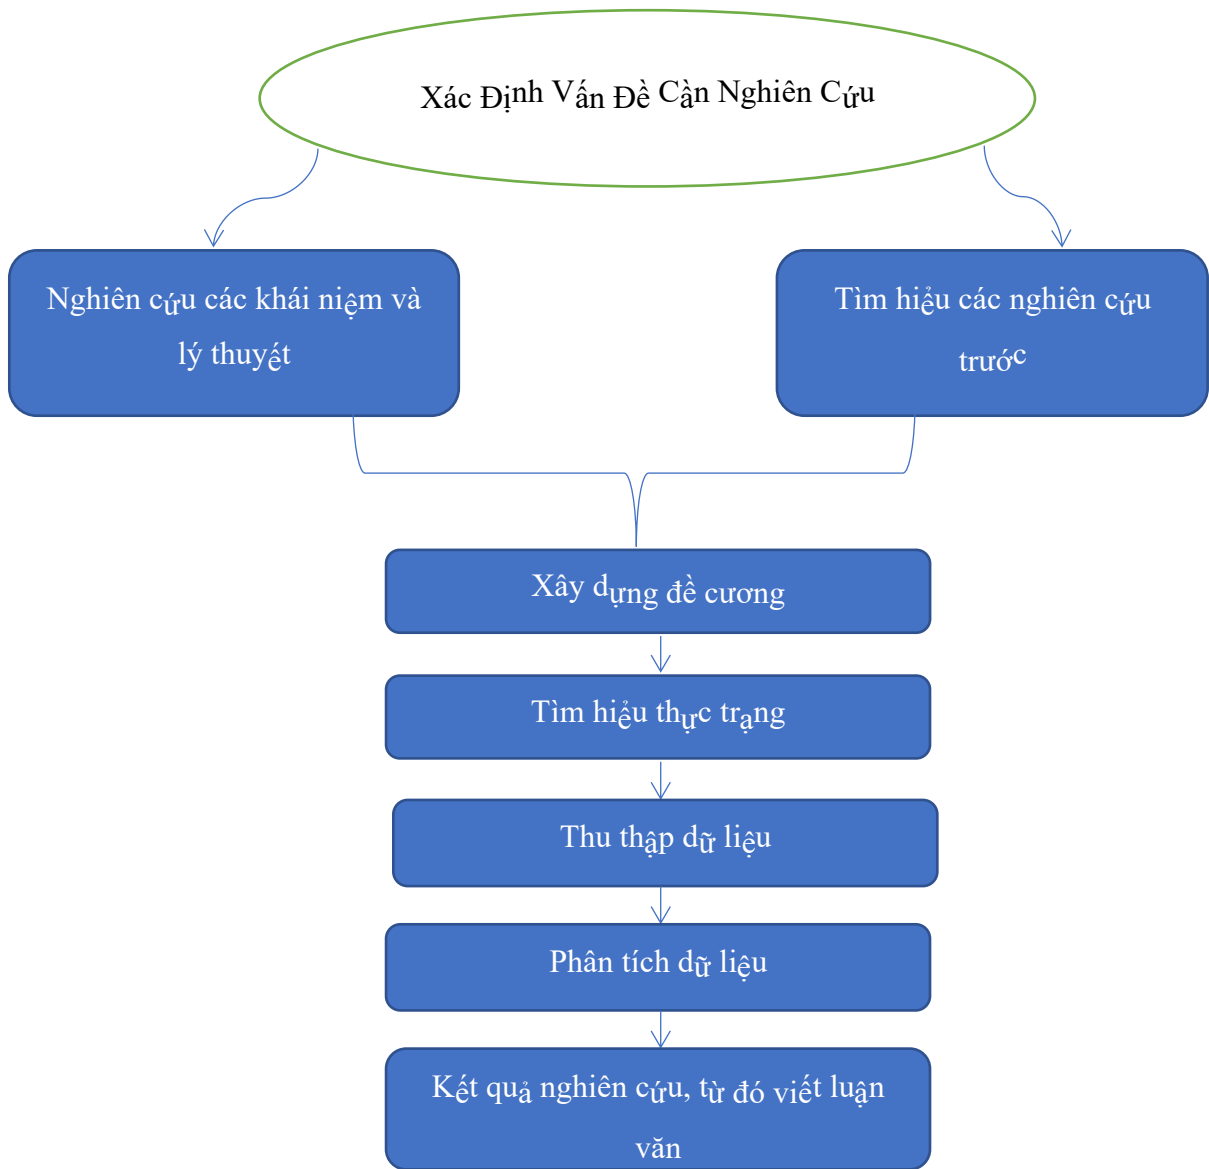 Xác Định Vấn Đề Cần Nghiên Cứu
Nghiên cứu các khái niệm và
lý thuyết
Tìm hiểu các nghiên cứu
trước
Xây dựng đề cương
Tìm hiểu thực trạng
Thu thập dữ liệu
Phân tích dữ liệu
Kết quả nghiên cứu, từ đó viết luận
văn